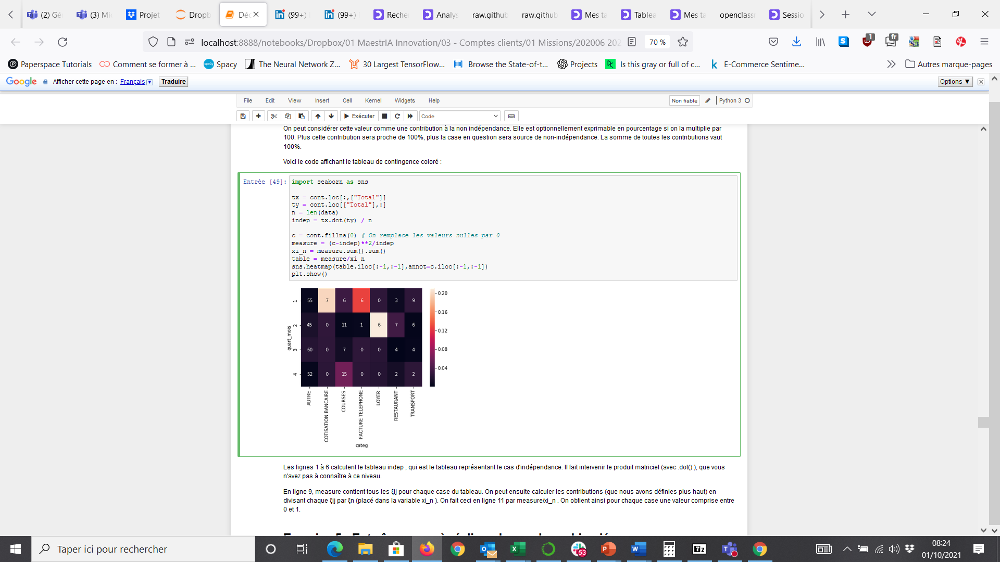 (2) Gé
(3) Mi
Projet
Dropb
Déc
(99+)
(99+)
Reche
Analys
raw.github
raw.github
Mes ta
Tablea
Mes ta
openclassr
Sessio
localhost:8888/notebooks/Dropbox/01 MaestrIA Innovation/03 - Comptes clients/01 Missions/202006 202
70 %
Paperspace Tutorials
Comment se former à ...
Spacy
The Neural Network Z...
30 Largest TensorFlow...
Browse the State-of-t...
Projects
Is this gray or full of c...
E-Commerce Sentime...
Autres marque-pages
Google Afficher cette page en : Français Traduire Options ▼
File Edit View Insert Cell Kernel Widgets Help Non fiable Python 3
Exécuter Code
On peut considérer cette valeur comme une contribution à la non indépendance. Elle est optionnellement exprimable en pourcentage si on la multiplie par
100. Plus cette contribution sera proche de 100%, plus la case en question sera source de non-indépendance. La somme de toutes les contributions vaut
100%.
Voici le code affichant le tableau de contingence coloré :
Entrée [49]: import seaborn as sns
tx = cont.loc[:,["Total"]]
ty = cont.loc[["Total"],:]
n = len(data)
indep = tx.dot(ty) / n
c = cont.fillna(0) # On remplace les valeurs nulles par 0
measure = (c-indep)**2/indep
xi_n = measure.sum().sum()
table = measure/xi_n
sns.heatmap(table.iloc[:-1,:-1],annot=c.iloc[:-1,:-1])
plt.show()
1 55 7 6 6 0 3 9
2 45 0 11 1 6 7 6
3 60 0 7 0 0 4 4
4 52 0 15 0 0 2 2
quart_mois
0.20
0.16
0.12
0.08
0.04
AUTRE
COTISATION BANCAIRE
COURSES
FACTURE TELEPHONE
LOYER
RESTAURANT
TRANSPORT
categ
Les lignes 1 à 6 calculent le tableau indep , qui est le tableau représentant le cas d'indépendance. Il fait intervenir le produit matriciel (avec .dot() ), que vous
n'avez pas à connaître à ce niveau.
En ligne 9, measure contient tous les ξij pour chaque case du tableau. On peut ensuite calculer les contributions (que nous avons définies plus haut) en
divisant chaque ξij par ξn (placé dans la variable xi_n ). On fait ceci en ligne 11 par measure/xi_n . On obtient ainsi pour chaque case une valeur comprise entre
0 et 1.
Taper ici pour rechercher
53
08:24
01/10/2021